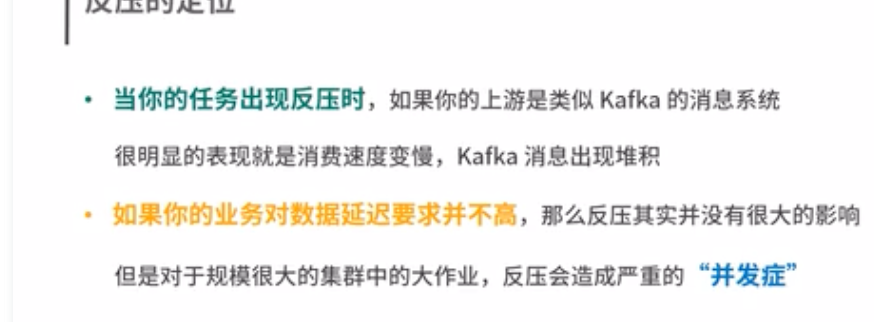 反压的定位
• 当你的任务出现反压时，如果你的上游是类似 Kafka 的消息系统
很明显的表现就是消费速度变慢，Kafka 消息出现堆积
• 如果你的业务对数据延迟要求并不高，那么反压其实并没有很大的影响
但是对于规模很大的集群中的大作业，反压会造成严重的“并发症”